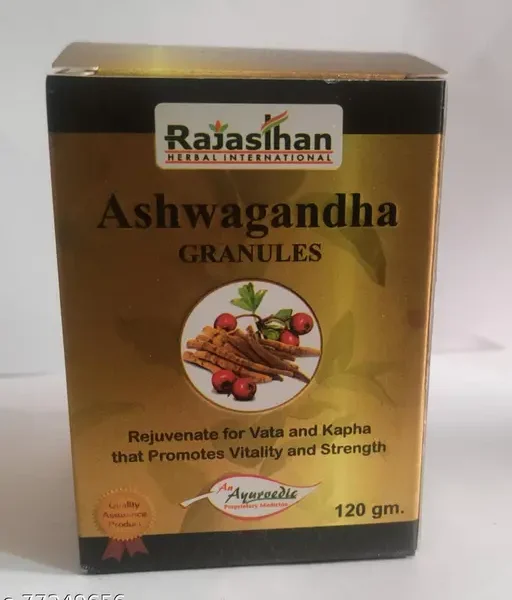 Rajasthan
HERBAL INTERNATIONAL
Ashwagandha
GRANULES
Rejuvenate for Vata and Kapha
that Promotes Vitality and Strength
An
Ayurvedic
Proprietary Medicine
120 gm.
Quality
Assurance
Product